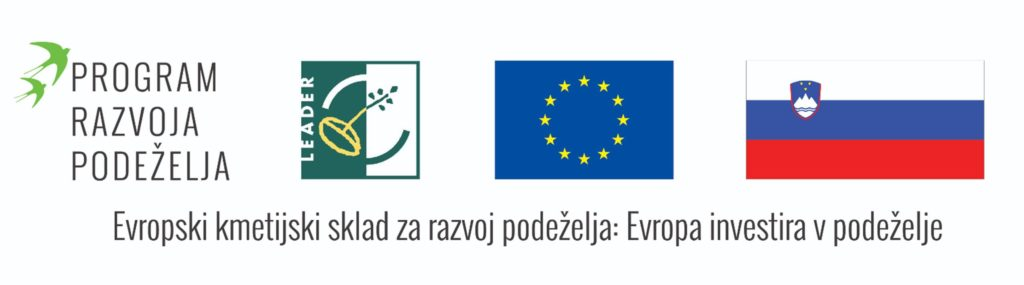 PROGRAM
RAZVOJA
PODEŽELJA
LEADER
Evropski kmetijski sklad za razvoj podeželja: Evropa investira v podeželje